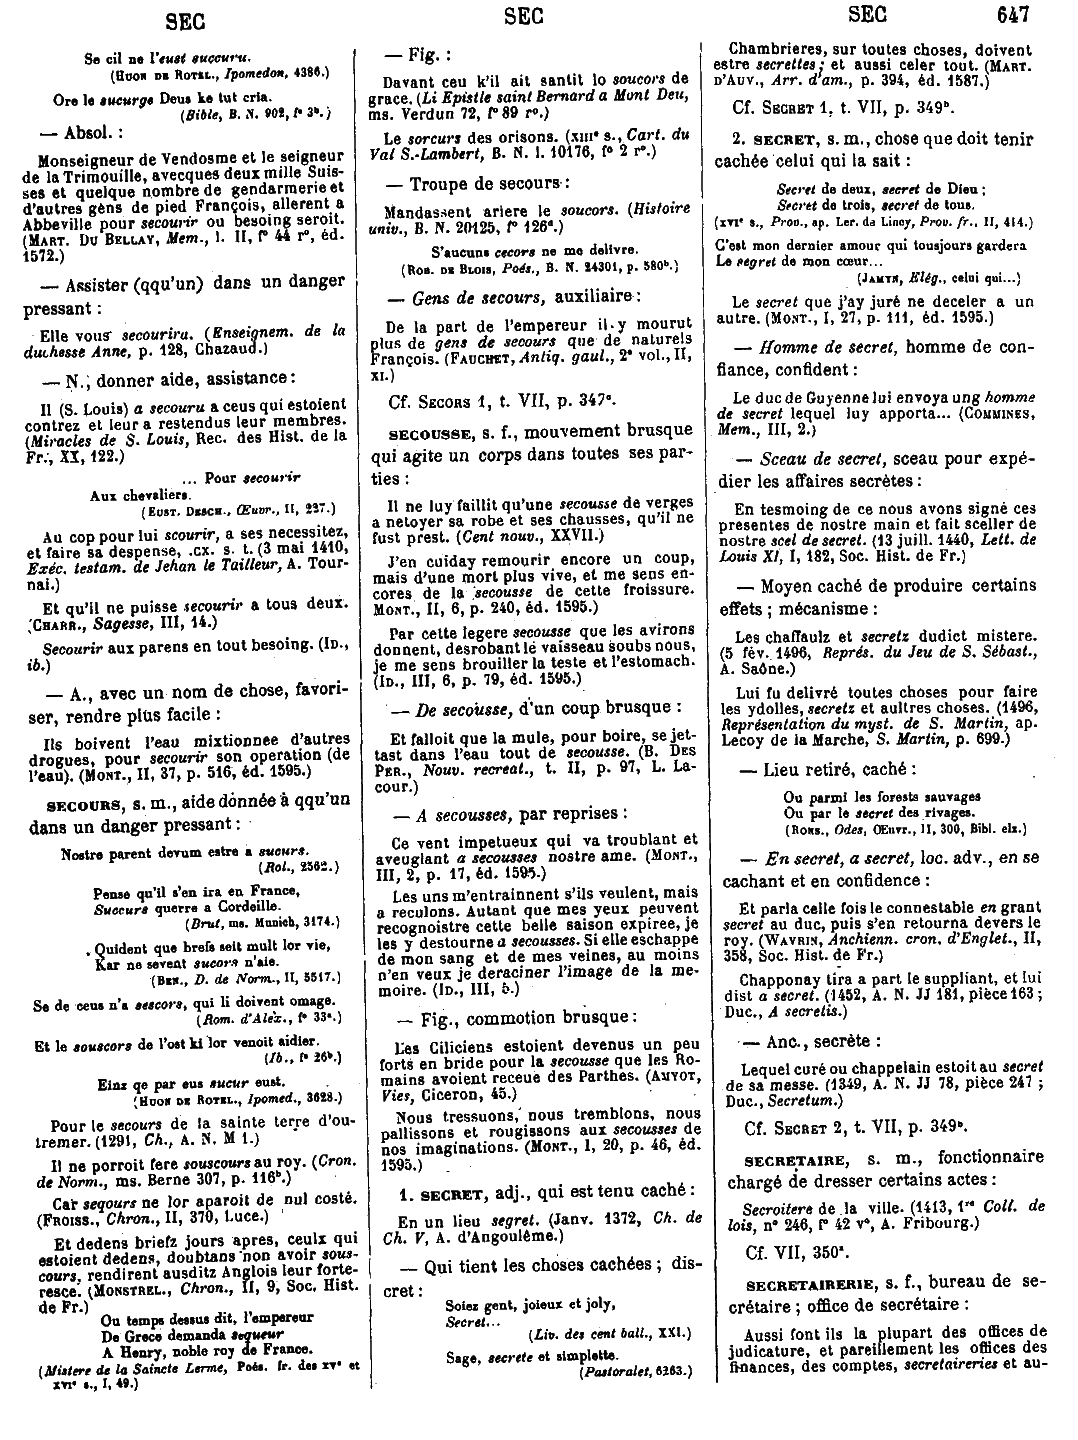 SEC
SEC
SEC
647
Se cil ne l'eust succuru.
(Huon de Rotel., Ipomedon, 4386.)
Ore le sucurge Deus ke tut cria.
(Bible, B. N. 902, fº 3ᵇ.)
— Absol. :
Monseigneur de Vendosme et le seigneur
de la Trimouille, avecques deux mille Suis-
ses et quelque nombre de gendarmerie et
d'autres gens de pied François, allerent a
Abbeville pour secourir ou besoing seroit.
(Mart. Du Bellay, Mem., l. II, fº 44 rº, éd.
1572.)
— Assister (qqu'un) dans un danger
pressant :
Elle vous secourira. (Enseignem. de la
duchesse Anne, p. 128, Chazaud.)
— N., donner aide, assistance :
Il (S. Louis) a secouru a ceus qui estoient
contrez et leur a restendus leur membres.
(Miracles de S. Louis, Rec. des Hist. de la
Fr., XX, 122.)
... Pour secourir
Aux chevaliers.
(Eust. Desch., Œuvr., II, 227.)
Au cop pour lui scourir, a ses necessitez,
et faire sa despense, .cx. s. t. (3 mai 1410,
Exéc. testam. de Jehan le Tailleur, A. Tour-
nai.)
Et qu'il ne puisse secourir a tous deux.
(Charr., Sagesse, III, 14.)
Secourir aux parens en tout besoing. (Id.,
ib.)
— A., avec un nom de chose, favori-
ser, rendre plus facile :
Ils boivent l'eau mixtionnee d'autres
drogues, pour secourir son operation (de
l'eau). (Mont., II, 37, p. 516, éd. 1595.)
SECOURS, s. m., aide donnée à qqu'un
dans un danger pressant :
Nostre parent devum estre a sucurs.
(Rol., 2562.)
Pense qu'il s'en ira en France,
Succurs querre a Cordeille.
(Brut, ms. Munich, 3174.)
Quident que brefs seit mult lor vie,
Kar ne sevent sucors n'aie.
(Ben., D. de Norm., II, 5517.)
Se de ceus n'a sescors, qui li doivent omage.
(Rom. d'Alex., fº 33ᵃ.)
Et le souscors de l'ost ki lor venoit aidier.
(Ib., fº 26ᵇ.)
Einz qe par eus sucur eust.
(Huon de Rotel., Ipomed., 3628.)
Pour le secours de la sainte terre d'ou-
tremer. (1291, Ch., A. N. M 1.)
Il ne porroit fere souscours au roy. (Cron.
de Norm., ms. Berne 307, p. 116ᵇ.)
Car seqours ne lor aparoit de nul costé.
(Froiss., Chron., II, 370, Luce.)
Et dedens briefz jours apres, ceulx qui
estoient dedens, doubtans non avoir sous-
cours, rendirent ausditz Anglois leur forte-
resce. (Monstrel., Chron., II, 9, Soc. Hist.
de Fr.)
Ou temps dessus dit, l'empereur
De Grece demanda sequeur
A Henry, noble roy de France.
(Mistere de la Saincte Lerme, Poés. fr. des xvᵉ et
xviᵉ s., I, 49.)
— Fig. :
Davant ceu k'il ait santit lo soucors de
grace. (Li Epistle saint Bernard a Mont Deu,
ms. Verdun 72, fº 89 rº.)
Le sorcurs des orisons. (xiiiᵉ s., Cart. du
Val S.-Lambert, B. N. l. 10176, fº 2 rº.)
— Troupe de secours :
Mandassent ariere le soucors. (Histoire
univ., B. N. 20125, fº 126ᵃ.)
S'aucuns cecors ne me delivre.
(Rob. de Blois, Poés., B. N. 24301, p. 580ᵇ.)
— Gens de secours, auxiliaire :
De la part de l'empereur il y mourut
plus de gens de secours que de naturels
François. (Fauchet, Antiq. gaul., 2ᵉ vol., II,
xi.)
Cf. Secors 1, t. VII, p. 347ᶜ.
SECOUSSE, s. f., mouvement brusque
qui agite un corps dans toutes ses par-
ties :
Il ne luy faillit qu'une secousse de verges
a netoyer sa robe et ses chausses, qu'il ne
fust prest. (Cent nouv., XXVII.)
J'en cuiday remourir encore un coup,
mais d'une mort plus vive, et me sens en-
cores de la secousse de cette froissure.
Mont., II, 6, p. 240, éd. 1595.)
Par cette legere secousse que les avirons
donnent, desrobant le vaisseau soubs nous,
je me sens brouiller la teste et l'estomach.
(Id., III, 6, p. 79, éd. 1595.)
— De secousse, d'un coup brusque :
Et falloit que la mule, pour boire, se jet-
tast dans l'eau tout de secousse. (B. Des
Per., Nouv. recreat., t. II, p. 97, L. La-
cour.)
— A secousses, par reprises :
Ce vent impetueux qui va troublant et
aveuglant a secousses nostre ame. (Mont.,
III, 2, p. 17, éd. 1595.)
Les uns m'entrainnent s'ils veulent, mais
a reculons. Autant que mes yeux peuvent
recognoistre cette belle saison expiree, je
les y destourne a secousses. Si elle eschappe
de mon sang et de mes veines, au moins
n'en veux je deraciner l'image de la me-
moire. (Id., III, 5.)
— Fig., commotion brusque :
Les Ciliciens estoient devenus un peu
forts en bride pour la secousse que les Ro-
mains avoient receue des Parthes. (Amyot,
Vies, Ciceron, 45.)
Nous tressuons, nous tremblons, nous
pallissons et rougissons aux secousses de
nos imaginations. (Mont., I, 20, p. 46, éd.
1595.)
1. SECRET, adj., qui est tenu caché :
En un lieu segret. (Janv. 1372, Ch. de
Ch. V, A. d'Angoulême.)
— Qui tient les choses cachées ; dis-
cret :
Soiez gent, joieux et joly,
Secret...
(Liv. des cent ball., XXI.)
Sage, secrete et simplette.
(Pastoralet, 6263.)
Chambrieres, sur toutes choses, doivent
estre secrettes ; et aussi celer tout. (Mart.
d'Auv., Arr. d'am., p. 394, éd. 1587.)
Cf. Secret 1, t. VII, p. 349ᵇ.
2. SECRET, s. m., chose que doit tenir
cachée celui qui la sait :
Secret de deux, secret de Dieu ;
Secret de trois, secret de tous.
(xviᵉ s., Prov., ap. Ler. de Lincy, Prov. fr., II, 414.)
C'est mon dernier amour qui tousjours gardera
Le segret de mon cœur...
(Jamyn, Elég., celui qui...)
Le secret que j'ay juré ne deceler a un
autre. (Mont., I, 27, p. 111, éd. 1595.)
— Homme de secret, homme de con-
fiance, confident :
Le duc de Guyenne lui envoya ung homme
de secret lequel luy apporta... (Commines,
Mem., III, 2.)
— Sceau de secret, sceau pour expé-
dier les affaires secrètes :
En tesmoing de ce nous avons signé ces
presentes de nostre main et fait sceller de
nostre scel de secret. (13 juill. 1440, Lett. de
Louis XI, I, 182, Soc. Hist. de Fr.)
— Moyen caché de produire certains
effets ; mécanisme :
Les chaffaulz et secretz dudict mistere.
(5 fév. 1496, Représ. du Jeu de S. Sébast.,
A. Saône.)
Lui fu delivré toutes choses pour faire
les ydolles, secretz et aultres choses. (1496,
Représentation du myst. de S. Martin, ap.
Lecoy de la Marche, S. Martin, p. 699.)
— Lieu retiré, caché :
Ou parmi les forests sauvages
Ou par le secret des rivages.
(Rons., Odes, Œuvr., II, 300, Bibl. elz.)
— En secret, a secret, loc. adv., en se
cachant et en confidence :
Et parla celle fois le connestable en grant
secret au duc, puis s'en retourna devers le
roy. (Wavrin, Anchienn. cron. d'Englet., II,
358, Soc. Hist. de Fr.)
Chapponay tira a part le suppliant, et lui
dist a secret. (1452, A. N. JJ 181, pièce 163 ;
Duc., A secretis.)
— Anc., secrète :
Lequel curé ou chappelain estoit au secret
de sa messe. (1349, A. N. JJ 78, pièce 247 ;
Duc., Secretum.)
Cf. Secret 2, t. VII, p. 349ᵇ.
SECRETAIRE, s. m., fonctionnaire
chargé de dresser certains actes :
Secroitere de la ville. (1413, 1ʳᵉ Coll. de
lois, nº 246, fº 42 vº, A. Fribourg.)
Cf. VII, 350ᵃ.
SECRETAIRERIE, s. f., bureau de se-
crétaire ; office de secrétaire :
Aussi font ils la plupart des offices de
judicature, et pareillement les offices des
finances, des comptes, secretaireries et au-